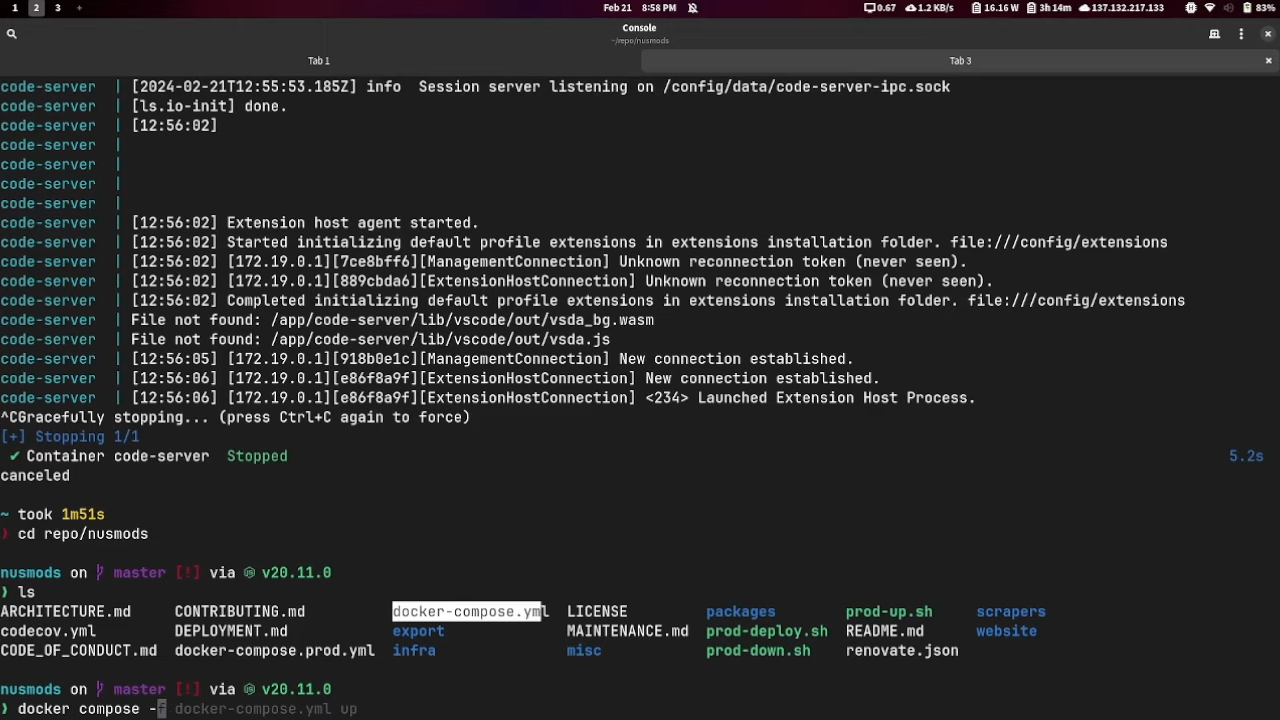 1 2 3 + Feb 21 8:58 PM 0.67 1.2 KB/s 16.16 W 3h 14m 137.132.217.133 83%
Console
~/repo/nusmods
Tab 1 Tab 3
code-server | [2024-02-21T12:55:53.185Z] info Session server listening on /config/data/code-server-ipc.sock
code-server | [ls.io-init] done.
code-server | [12:56:02]
code-server |
code-server |
code-server |
code-server |
code-server | [12:56:02] Extension host agent started.
code-server | [12:56:02] Started initializing default profile extensions in extensions installation folder. file:///config/extensions
code-server | [12:56:02] [172.19.0.1][7ce8bff6][ManagementConnection] Unknown reconnection token (never seen).
code-server | [12:56:02] [172.19.0.1][889cbda6][ExtensionHostConnection] Unknown reconnection token (never seen).
code-server | [12:56:02] Completed initializing default profile extensions in extensions installation folder. file:///config/extensions
code-server | File not found: /app/code-server/lib/vscode/out/vsda_bg.wasm
code-server | File not found: /app/code-server/lib/vscode/out/vsda.js
code-server | [12:56:05] [172.19.0.1][918b0e1c][ManagementConnection] New connection established.
code-server | [12:56:06] [172.19.0.1][e86f8a9f][ExtensionHostConnection] New connection established.
code-server | [12:56:06] [172.19.0.1][e86f8a9f][ExtensionHostConnection] <234> Launched Extension Host Process.
^CGracefully stopping... (press Ctrl+C again to force)
[+] Stopping 1/1
✔ Container code-server Stopped 5.2s
canceled
~ took 1m51s
❯ cd repo/nusmods
nusmods on master [!] via v20.11.0
❯ ls
ARCHITECTURE.md CONTRIBUTING.md docker-compose.yml LICENSE packages prod-up.sh scrapers
codecov.yml DEPLOYMENT.md export MAINTENANCE.md prod-deploy.sh README.md website
CODE_OF_CONDUCT.md docker-compose.prod.yml infra misc prod-down.sh renovate.json
nusmods on master [!] via v20.11.0
❯ docker compose -f docker-compose.yml up